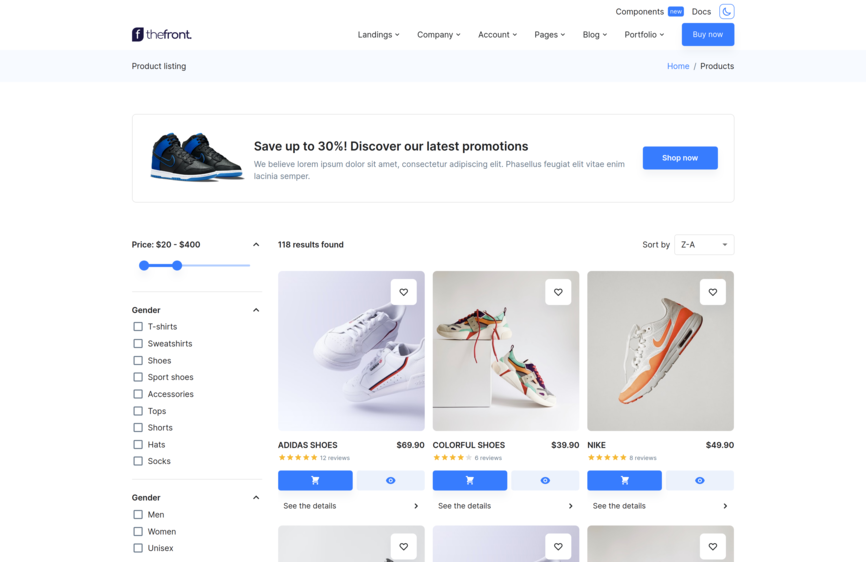 Components new Docs
thefront.
Landings Company Account Pages Blog Portfolio Buy now
Product listing
Home / Products
Save up to 30%! Discover our latest promotions
We believe lorem ipsum dolor sit amet, consectetur adipiscing elit. Phasellus feugiat elit vitae enim
lacinia semper.
Shop now
Price: $20 - $400
118 results found
Sort by Z-A
Gender
T-shirts
Sweatshirts
Shoes
Sport shoes
Accessories
Tops
Shorts
Hats
Socks
Gender
Men
Women
Unisex
ADIDAS SHOES $69.90
12 reviews
See the details
COLORFUL SHOES $39.90
8 reviews
See the details
NIKE $49.90
8 reviews
See the details